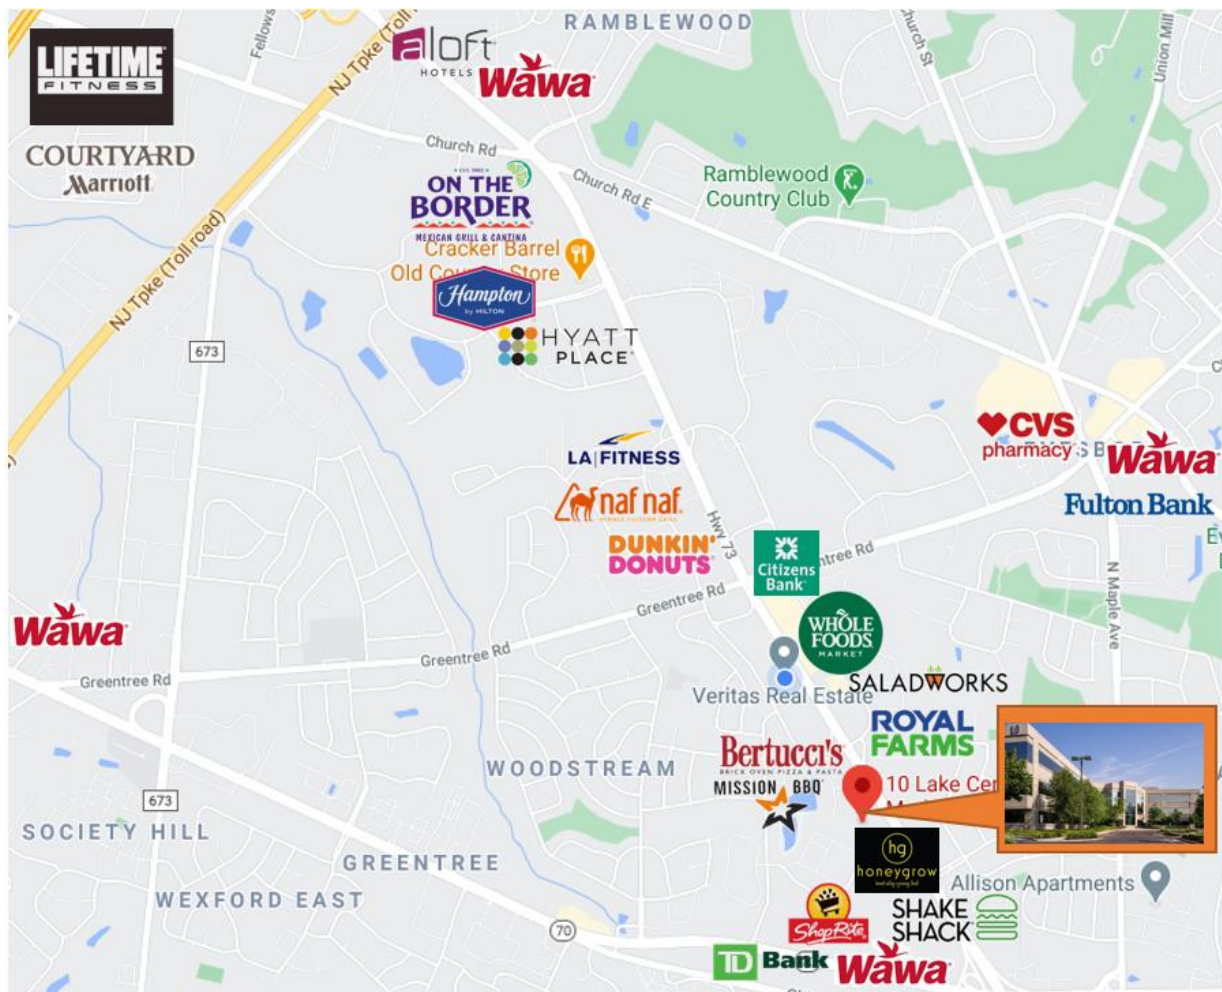 RAMBLEWOOD
Church St
Union Mill
Fellows
NJ Tpke (Toll
LIFETIME
FITNESS
aloft
HOTELS
Wawa
COURTYARD
Marriott
Church Rd
Church Rd E
Ramblewood
Country Club
ON THE
BORDER
MEXICAN GRILL & CANTINA
Cracker Barrel
Old Country Store
NJ Tpke (Toll road)
Hampton
by HILTON
HYATT
PLACE
673
CVS
pharmacy
Wawa
Fulton Bank
LA FITNESS
naf naf
Hwy 73
DUNKIN'
DONUTS
Citizens
Bank
Greentree Rd
N Maple Ave
Greentree Rd
WHOLE
FOODS
MARKET
Wawa
Greentree Rd
Greentree Rd
Veritas Real Estate
SALADWORKS
ROYAL
FARMS
Bertucci's
BRICK OVEN PIZZA & PASTA
WOODSTREAM
MISSION BBQ
10 Lake Cen
673
SOCIETY HILL
GREENTREE
hg
honeygrow
Allison Apartments
WEXFORD EAST
ShopRite
SHAKE
SHACK
70
TD Bank
Wawa